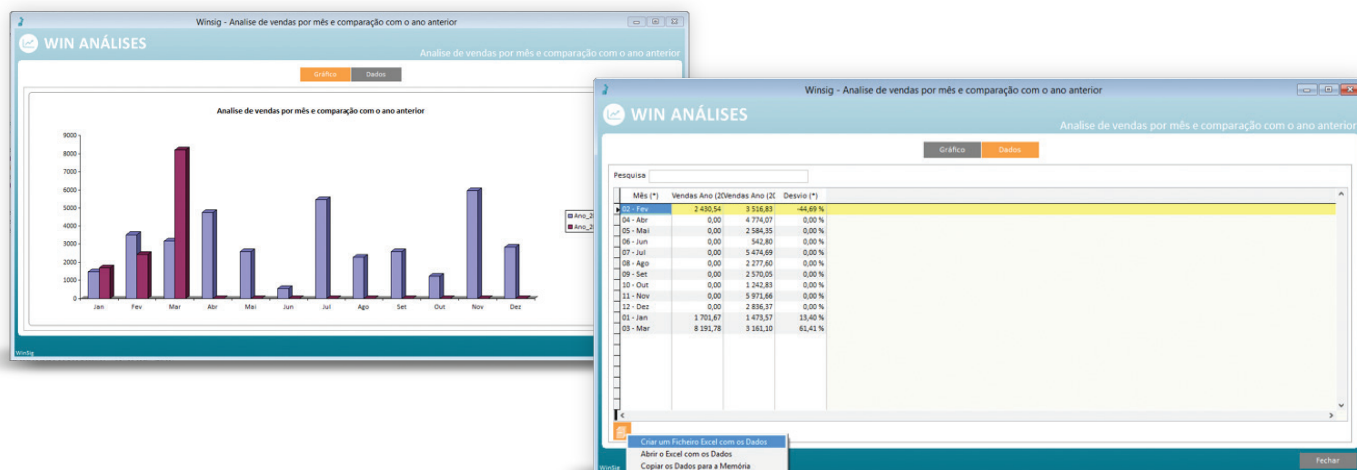 Winsig - Analise de vendas por mês e comparação com o ano anterior
WIN ANÁLISES
Analise de vendas por mês e comparação com o ano anterior
Gráfico Dados
Analise de vendas por mês e comparação com o ano anterior
9000
8000
7000
6000
5000
4000
3000
2000
1000
0
Jan Fev Mar Abr Mai Jun Jul Ago Set Out Nov Dez
Ano_2
Ano_2
WinSig
Winsig - Analise de vendas por mês e comparação com o ano anterior
WIN ANÁLISES
Analise de vendas por mês e comparação com o ano anterior
Gráfico Dados
Pesquisa
Mês (*) Vendas Ano (20 Vendas Ano (20 Desvio (*)
02 - Fev 2 430,54 3 516,83 -44,69 %
04 - Abr 0,00 4 774,07 0,00 %
05 - Mai 0,00 2 584,35 0,00 %
06 - Jun 0,00 542,80 0,00 %
07 - Jul 0,00 5 474,69 0,00 %
08 - Ago 0,00 2 277,60 0,00 %
09 - Set 0,00 2 570,05 0,00 %
10 - Out 0,00 1 242,83 0,00 %
11 - Nov 0,00 5 971,66 0,00 %
12 - Dez 0,00 2 836,37 0,00 %
01 - Jan 1 701,67 1 473,57 13,40 %
03 - Mar 8 191,78 3 161,10 61,41 %
Criar um Ficheiro Excel com os Dados
Abrir o Excel com os Dados
Copiar os Dados para a Memória
WinSig
Fechar